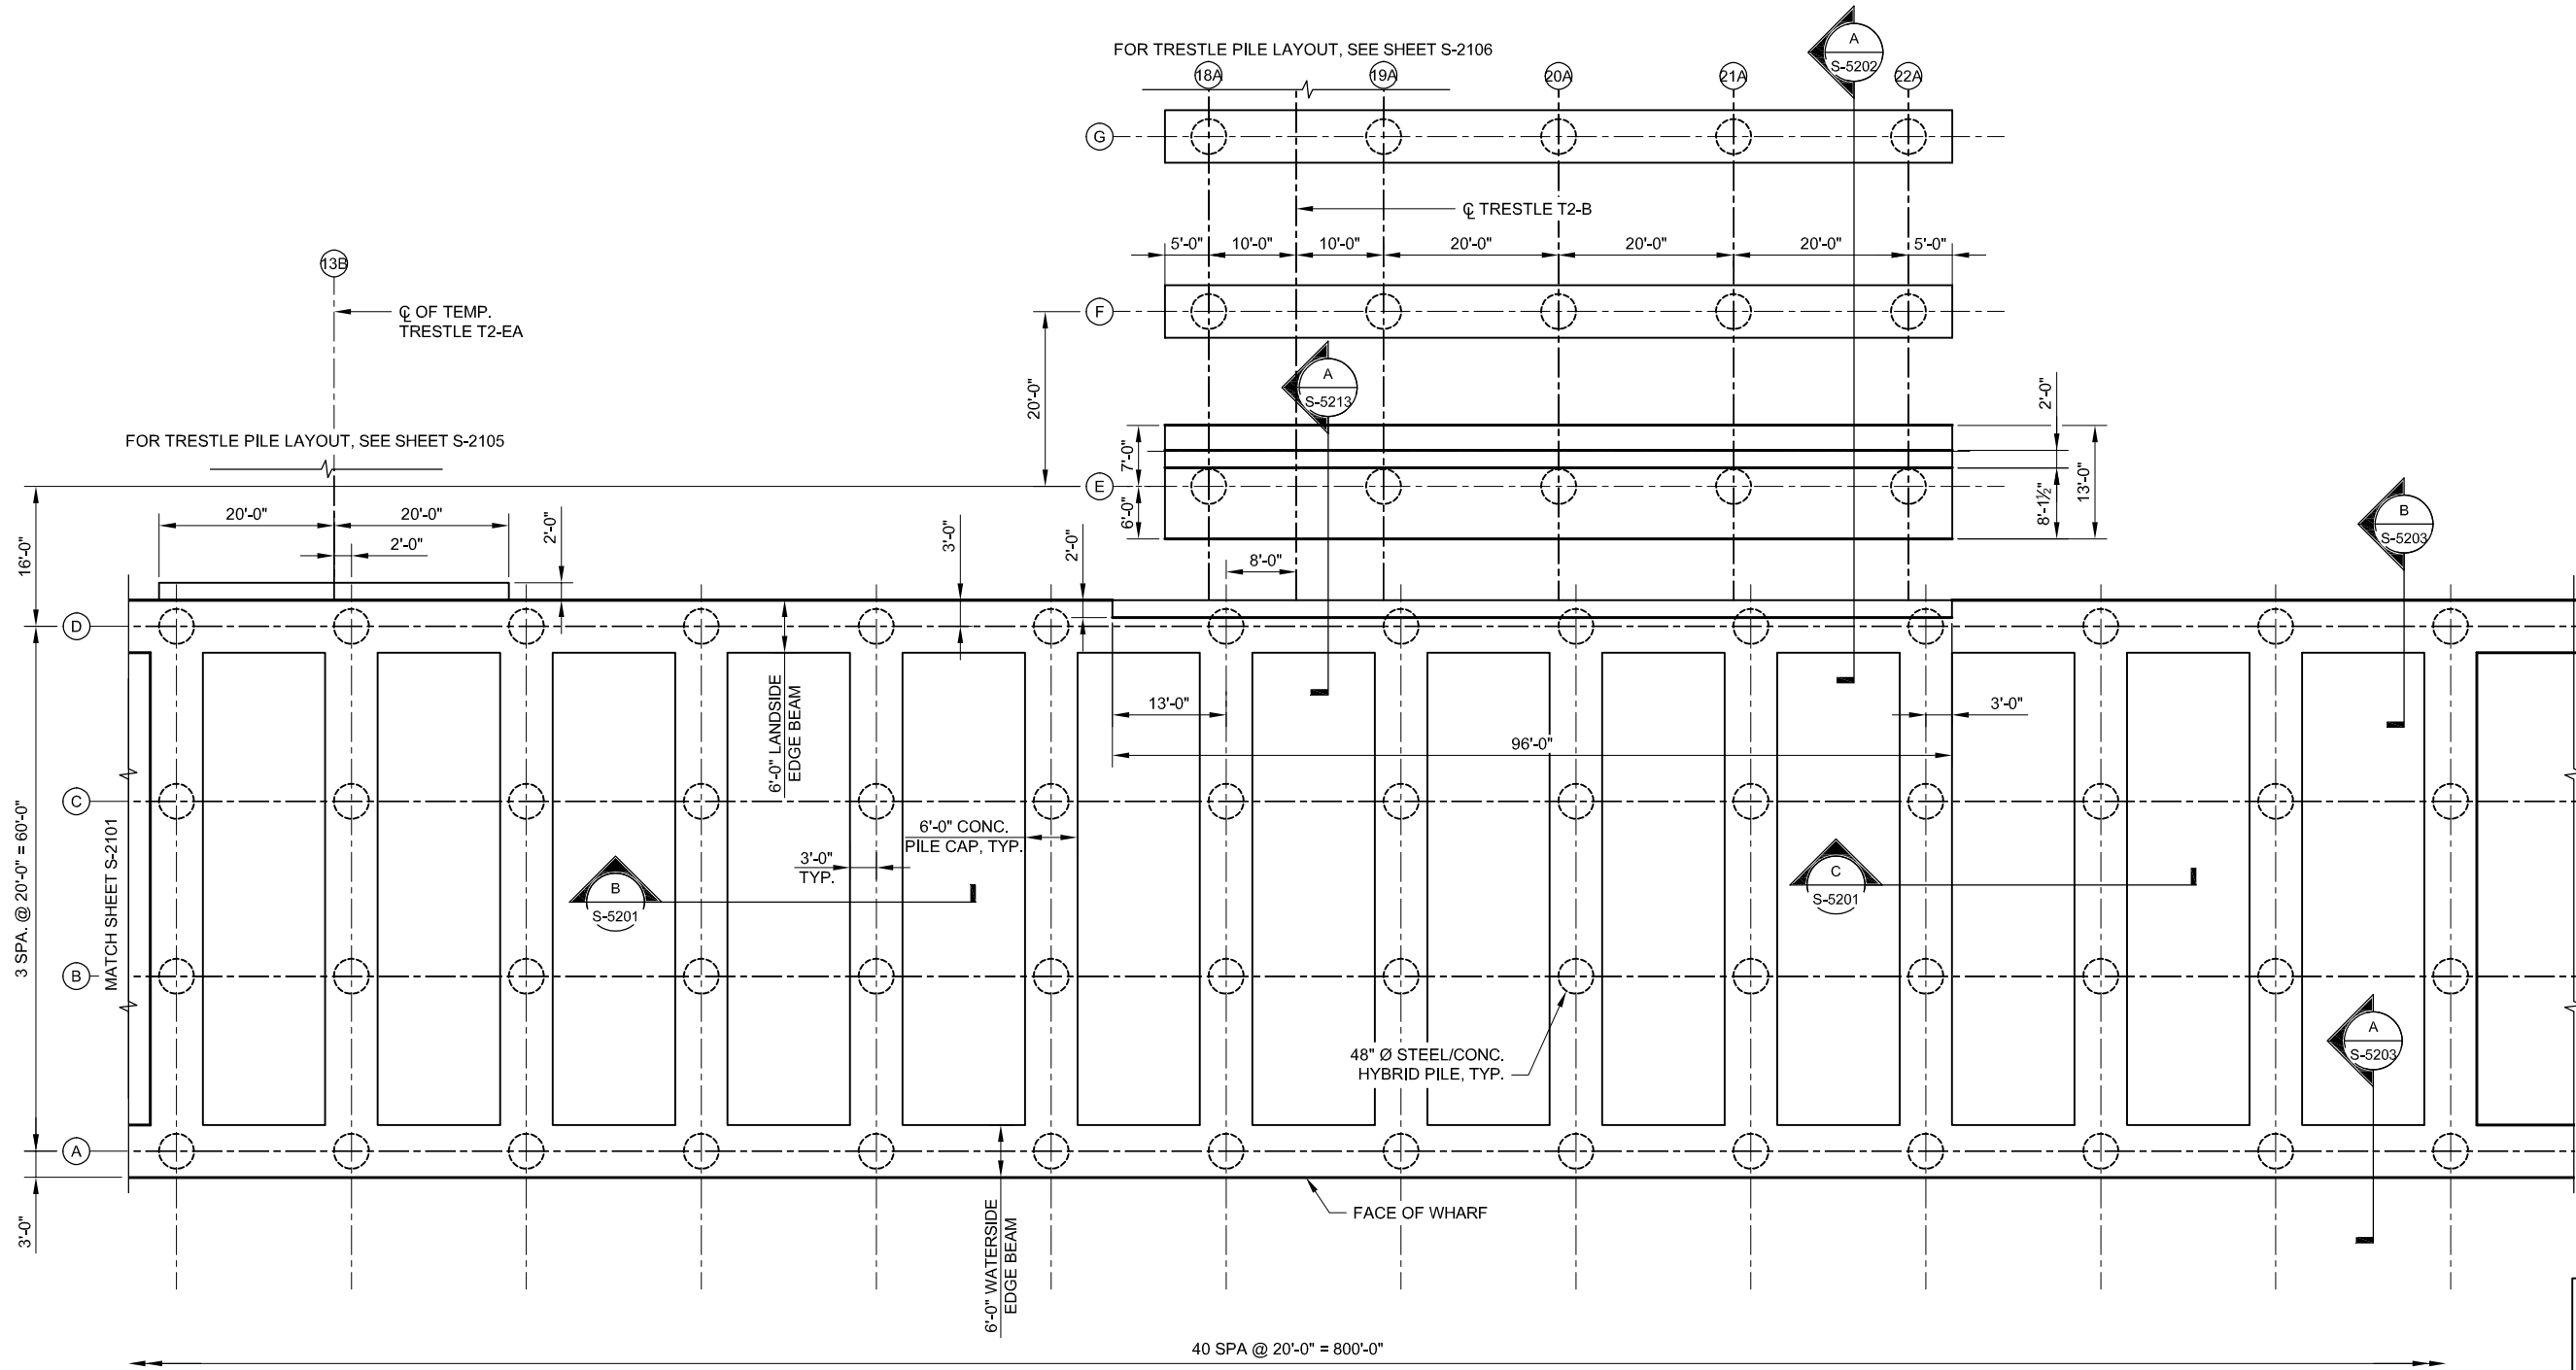 FOR TRESTLE PILE LAYOUT, SEE SHEET S-2106
A
S-5202
18A
19A
20A
21A
22A
G
℄ TRESTLE T2-B
5'-0"
10'-0"
10'-0"
20'-0"
20'-0"
20'-0"
5'-0"
13B
℄ OF TEMP.
TRESTLE T2-EA
F
20'-0"
A
S-5213
2'-0"
FOR TRESTLE PILE LAYOUT, SEE SHEET S-2105
7'-0"
E
6'-0"
8'-1½"
13'-0"
B
S-5203
16'-0"
20'-0"
20'-0"
2'-0"
2'-0"
3'-0"
2'-0"
8'-0"
D
6'-0" LANDSIDE
EDGE BEAM
13'-0"
3'-0"
96'-0"
C
3 SPA. @ 20'-0" = 60'-0"
MATCH SHEET S-2101
6'-0" CONC.
PILE CAP, TYP.
3'-0"
TYP.
B
S-5201
C
S-5201
B
48" Ø STEEL/CONC.
HYBRID PILE, TYP.
A
S-5203
A
3'-0"
6'-0" WATERSIDE
EDGE BEAM
FACE OF WHARF
40 SPA @ 20'-0" = 800'-0"